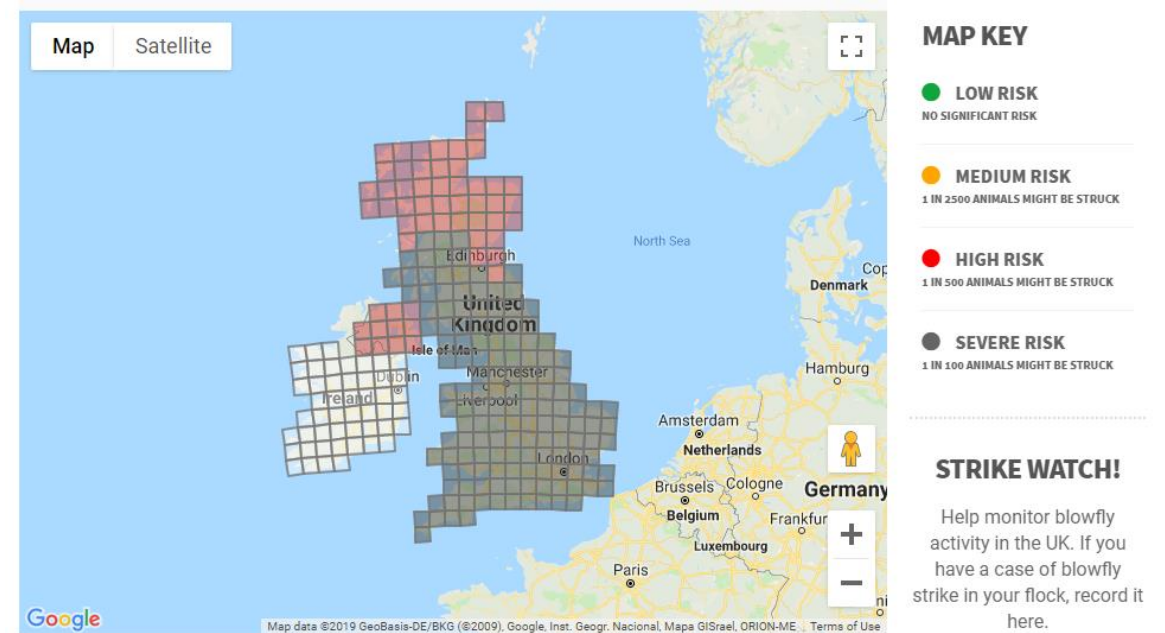 Map
Satellite
North Sea
Edinburgh
United
Kingdom
Isle of Man
Dublin
Ireland
Manchester
Liverpool
London
Denmark
Cop
Hamburg
Amsterdam
Netherlands
Brussels
Cologne
Germany
Belgium
Frankfur
Luxembourg
Paris
Google
Map data ©2019 GeoBasis-DE/BKG (©2009), Google, Inst. Geogr. Nacional, Mapa GISrael, ORION-ME
Terms of Use
MAP KEY
LOW RISK
NO SIGNIFICANT RISK
MEDIUM RISK
1 IN 2500 ANIMALS MIGHT BE STRUCK
HIGH RISK
1 IN 500 ANIMALS MIGHT BE STRUCK
SEVERE RISK
1 IN 100 ANIMALS MIGHT BE STRUCK
STRIKE WATCH!
Help monitor blowfly
activity in the UK. If you
have a case of blowfly
strike in your flock, record it
here.